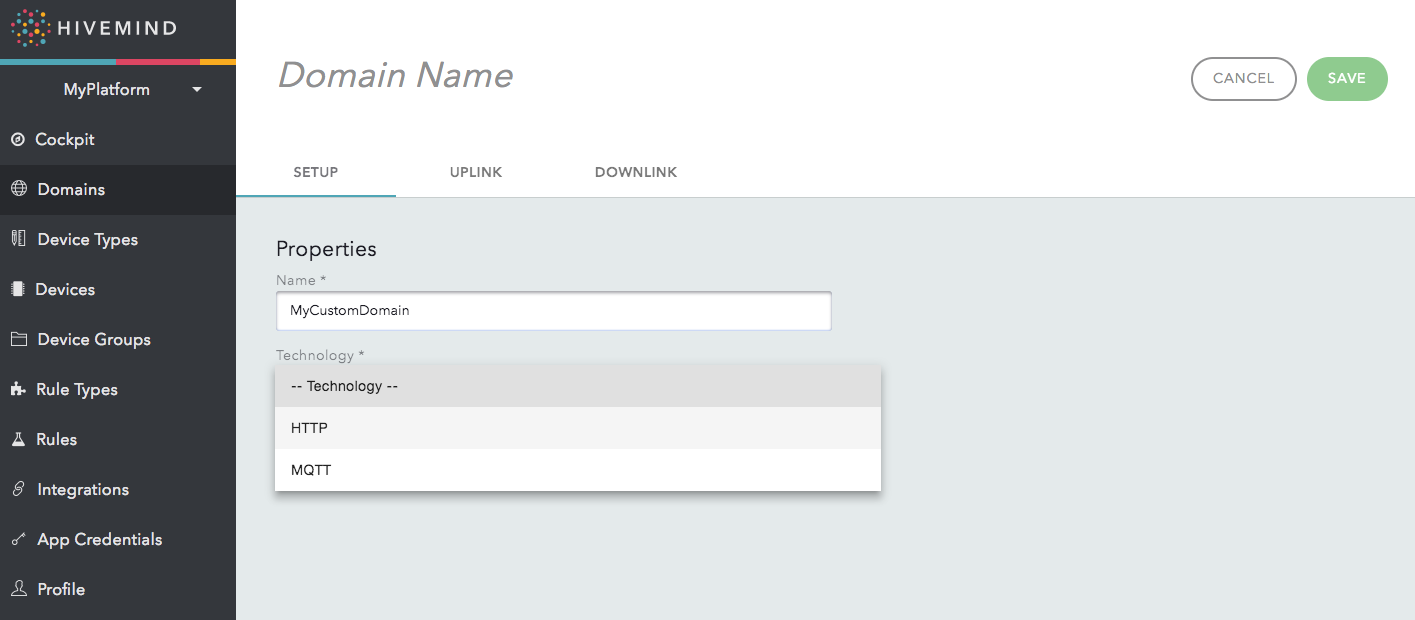 HIVEMIND
MyPlatform
Cockpit
Domains
Device Types
Devices
Device Groups
Rule Types
Rules
Integrations
App Credentials
Profile
Domain Name
CANCEL
SAVE
SETUP
UPLINK
DOWNLINK
Properties
Name *
MyCustomDomain
Technology *
-- Technology --
HTTP
MQTT